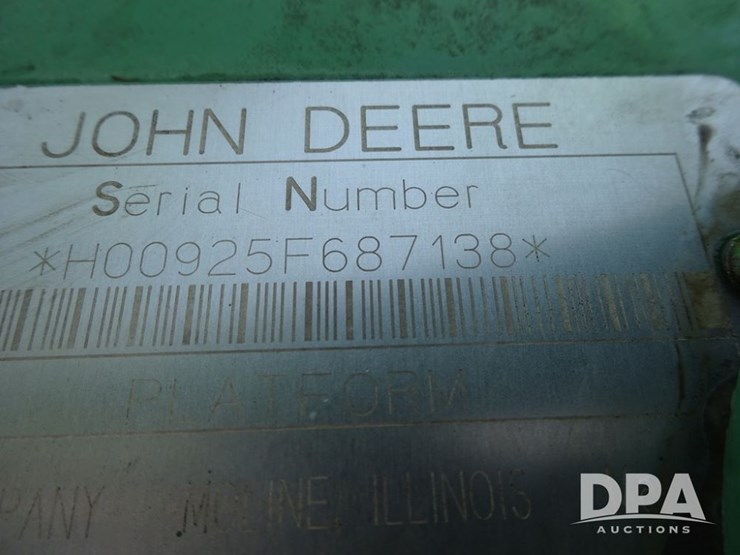 JOHN DEERE
Serial Number
*H00925F687138*
PLATFORM
MOLINE, ILLINOIS
DPA
AUCTIONS